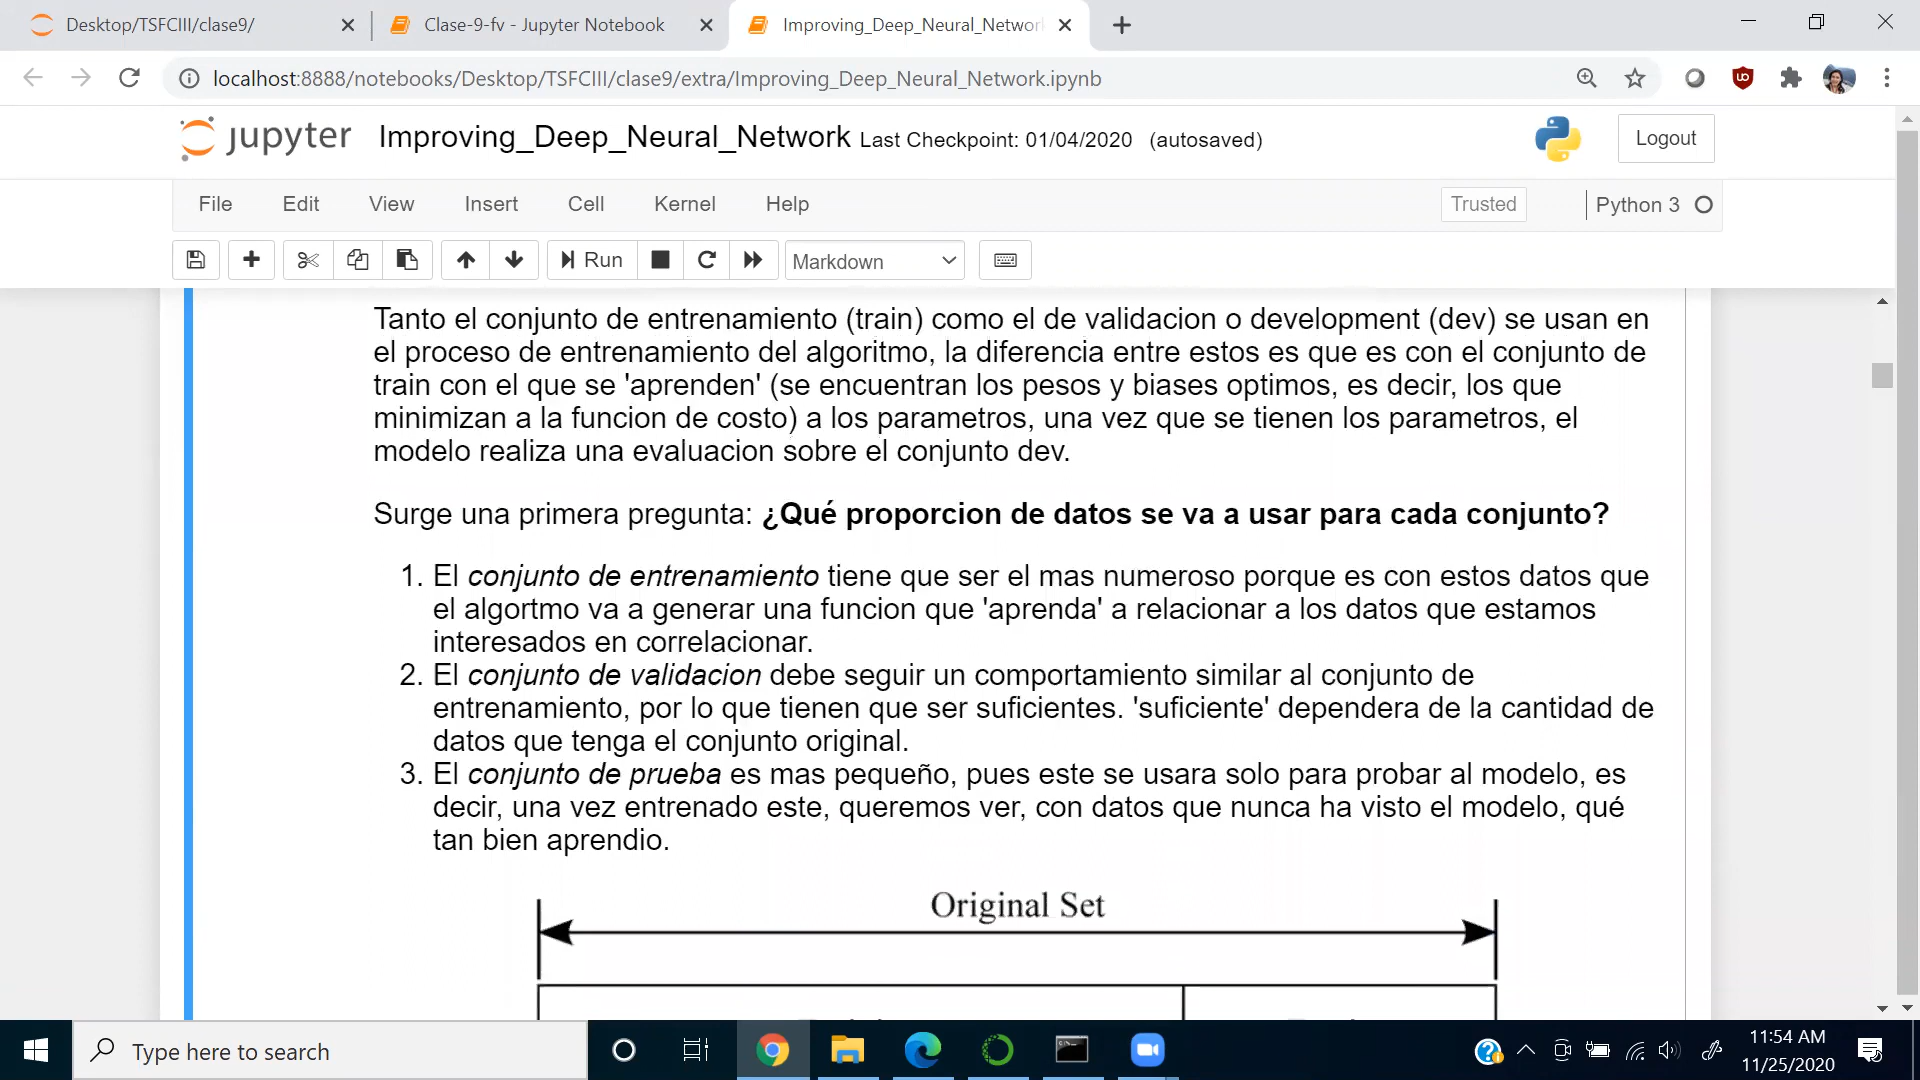 Desktop/TSFCIII/clase9/
Clase-9-fv - Jupyter Notebook
Improving_Deep_Neural_Networ
localhost:8888/notebooks/Desktop/TSFCIII/clase9/extra/Improving_Deep_Neural_Network.ipynb
jupyter Improving_Deep_Neural_Network Last Checkpoint: 01/04/2020 (autosaved)
Logout
File Edit View Insert Cell Kernel Help
Trusted
Python 3
Run
Markdown
Tanto el conjunto de entrenamiento (train) como el de validacion o development (dev) se usan en
el proceso de entrenamiento del algoritmo, la diferencia entre estos es que es con el conjunto de
train con el que se 'aprenden' (se encuentran los pesos y biases optimos, es decir, los que
minimizan a la funcion de costo) a los parametros, una vez que se tienen los parametros, el
modelo realiza una evaluacion sobre el conjunto dev.
Surge una primera pregunta: ¿Qué proporcion de datos se va a usar para cada conjunto?
1. El conjunto de entrenamiento tiene que ser el mas numeroso porque es con estos datos que
el algortmo va a generar una funcion que 'aprenda' a relacionar a los datos que estamos
interesados en correlacionar.
2. El conjunto de validacion debe seguir un comportamiento similar al conjunto de
entrenamiento, por lo que tienen que ser suficientes. 'suficiente' dependera de la cantidad de
datos que tenga el conjunto original.
3. El conjunto de prueba es mas pequeño, pues este se usara solo para probar al modelo, es
decir, una vez entrenado este, queremos ver, con datos que nunca ha visto el modelo, qué
tan bien aprendio.
Original Set
Type here to search
11:54 AM
11/25/2020